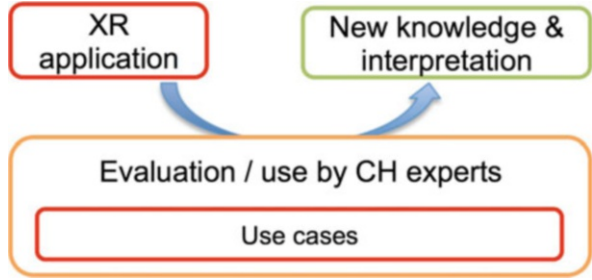 XR
application
New knowledge &
interpretation
Evaluation / use by CH experts
Use cases